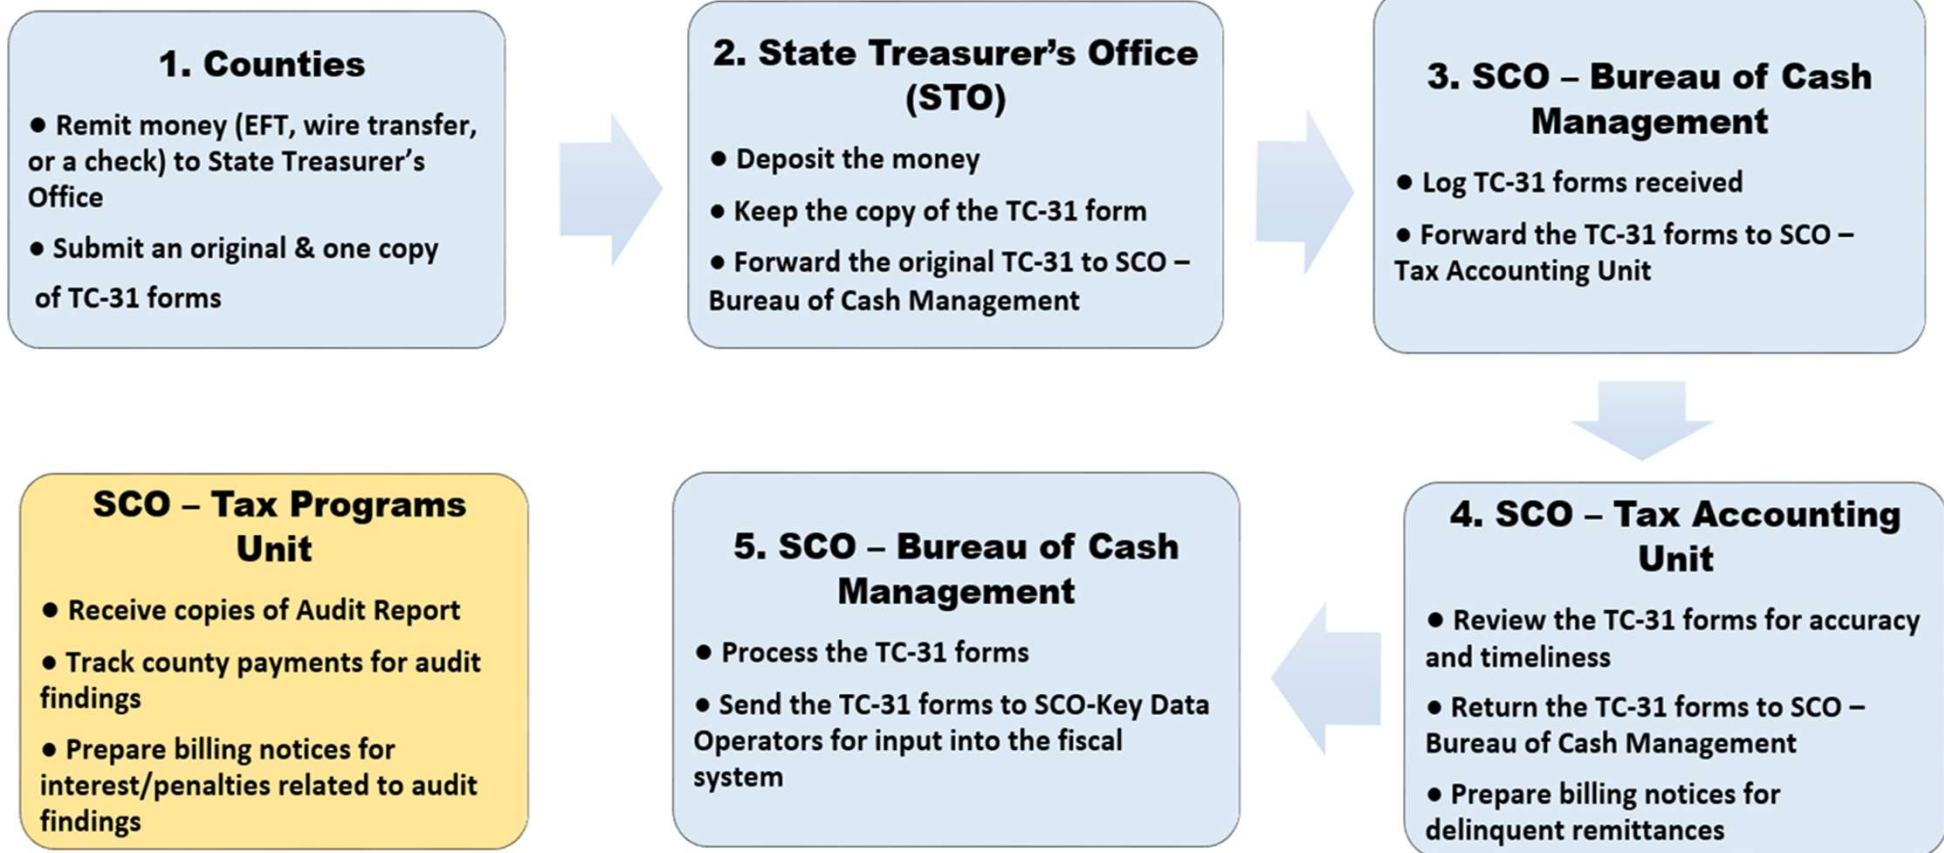 1. Counties
● Remit money (EFT, wire transfer,
or a check) to State Treasurer’s
Office
● Submit an original & one copy
of TC-31 forms
2. State Treasurer’s Office
(STO)
● Deposit the money
● Keep the copy of the TC-31 form
● Forward the original TC-31 to SCO –
Bureau of Cash Management
3. SCO – Bureau of Cash
Management
● Log TC-31 forms received
● Forward the TC-31 forms to SCO –
Tax Accounting Unit
4. SCO – Tax Accounting
Unit
● Review the TC-31 forms for accuracy
and timeliness
● Return the TC-31 forms to SCO –
Bureau of Cash Management
● Prepare billing notices for
delinquent remittances
5. SCO – Bureau of Cash
Management
● Process the TC-31 forms
● Send the TC-31 forms to SCO-Key Data
Operators for input into the fiscal
system
SCO – Tax Programs
Unit
● Receive copies of Audit Report
● Track county payments for audit
findings
● Prepare billing notices for
interest/penalties related to audit
findings